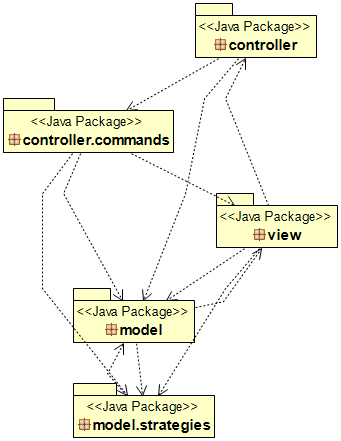 <<Java Package>>
controller
<<Java Package>>
controller.commands
<<Java Package>>
view
<<Java Package>>
model
<<Java Package>>
model.strategies